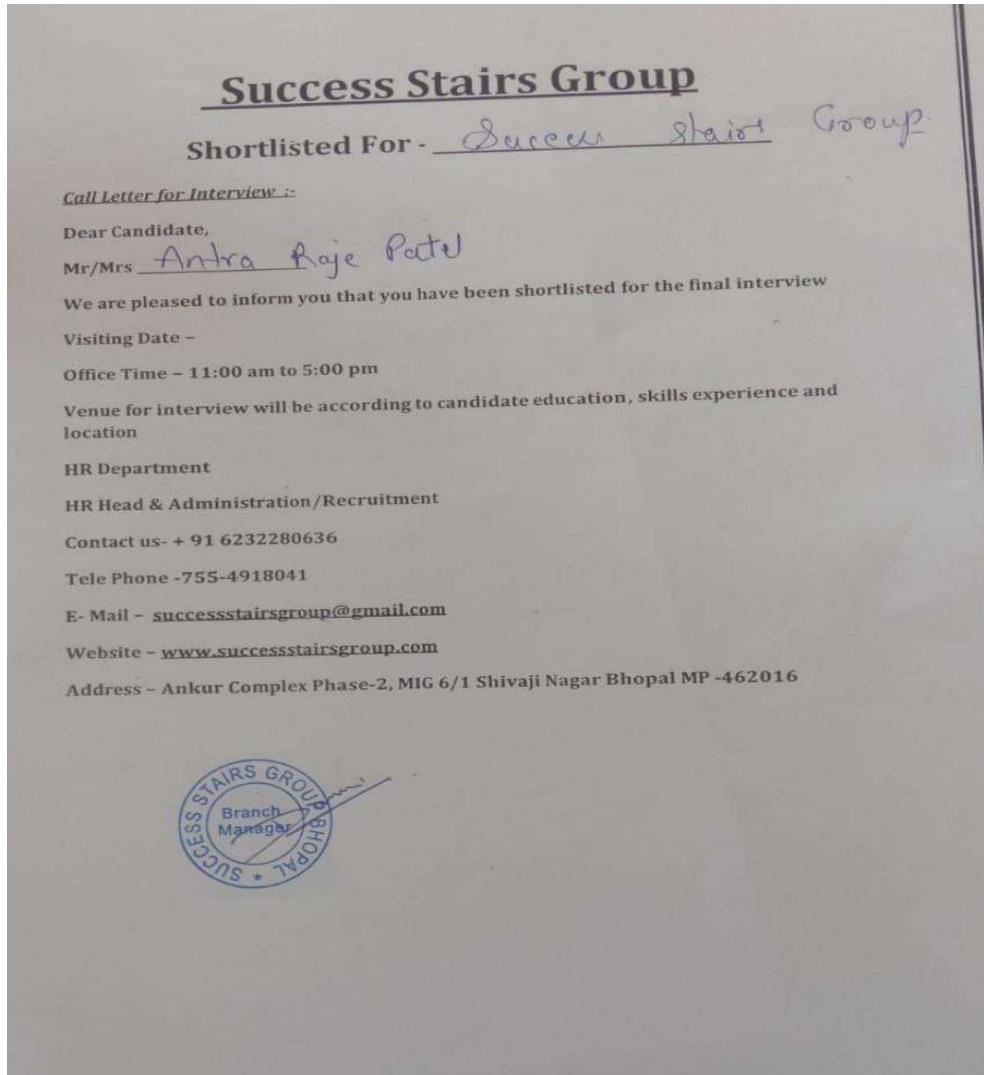 Success Stairs Group
Shortlisted For - Success Stairs Group
Call Letter for Interview :-
Dear Candidate,
Mr/Mrs Antra Raje Patel
We are pleased to inform you that you have been shortlisted for the final interview
Visiting Date –
Office Time – 11:00 am to 5:00 pm
Venue for interview will be according to candidate education, skills experience and
location
HR Department
HR Head & Administration/Recruitment
Contact us- + 91 6232280636
Tele Phone -755-4918041
E- Mail – successstairsgroup@gmail.com
Website – www.successstairsgroup.com
Address – Ankur Complex Phase-2, MIG 6/1 Shivaji Nagar Bhopal MP -462016
SUCCESS STAIRS GROUP BHOPAL *
Branch
Manager